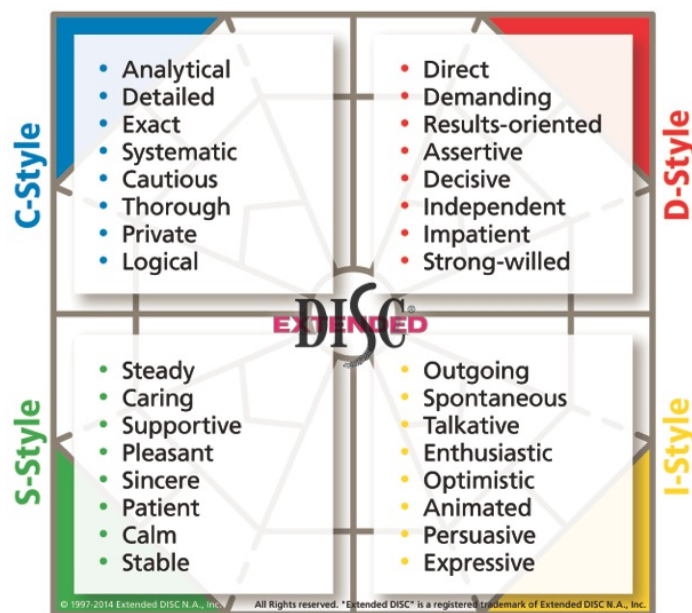 C-Style
• Analytical
• Detailed
• Exact
• Systematic
• Cautious
• Thorough
• Private
• Logical
D-Style
• Direct
• Demanding
• Results-oriented
• Assertive
• Decisive
• Independent
• Impatient
• Strong-willed
DISC®
EXTENDED
S-Style
• Steady
• Caring
• Supportive
• Pleasant
• Sincere
• Patient
• Calm
• Stable
I-Style
• Outgoing
• Spontaneous
• Talkative
• Enthusiastic
• Optimistic
• Animated
• Persuasive
• Expressive
© 1997-2014 Extended DISC N.A., Inc. All Rights reserved. "Extended DISC" is a registered trademark of Extended DISC N.A., Inc.